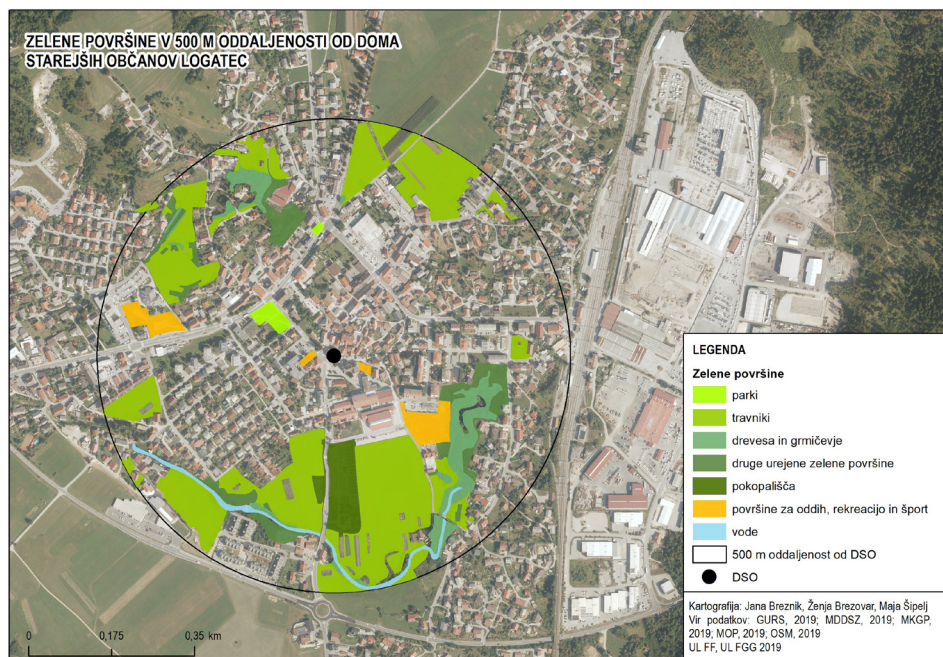 ZELENE POVRŠINE V 500 M ODDALJENOSTI OD DOMA
STAREJŠIH OBČANOV LOGATEC
LEGENDA
Zelene površine
parki
travniki
drevesa in grmičevje
druge urejene zelene površine
pokopališča
površine za oddih, rekreacijo in šport
vode
500 m oddaljenost od DSO
DSO
Kartografija: Jana Breznik, Ženja Brezovar, Maja Šipelj
Vir podatkov: GURS, 2019; MDDSZ, 2019; MKGP,
2019; MOP, 2019; OSM, 2019
UL FF, UL FGG 2019
0 0,175 0,35 km